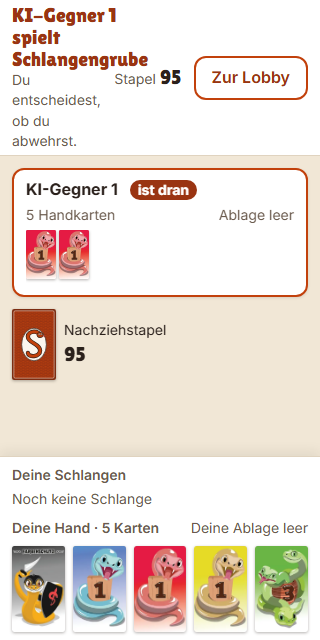 KI-Gegner 1
spielt
Schlangengrube
Du
entscheidest,
ob du
abwehrst.
Stapel 95
Zur Lobby
KI-Gegner 1 ist dran
5 Handkarten Ablage leer
1 1
S
Nachziehstapel
95
Deine Schlangen
Noch keine Schlange
Deine Hand · 5 Karten Deine Ablage leer
1 1 1 3